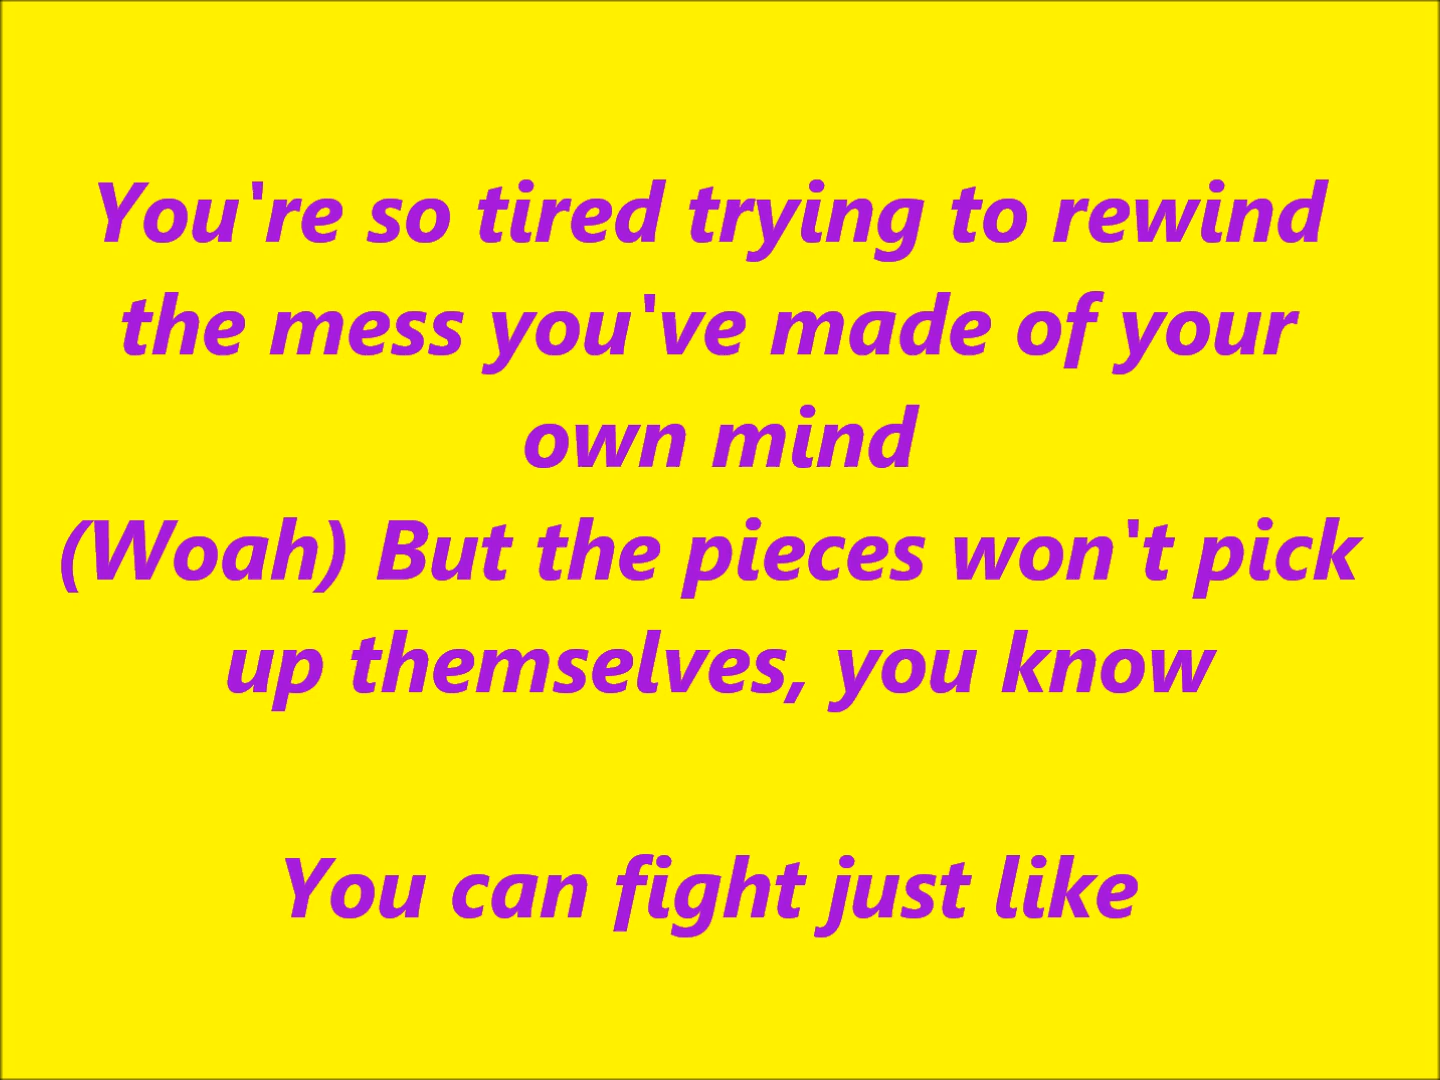 You're so tired trying to rewind
the mess you've made of your
own mind
(Woah) But the pieces won't pick
up themselves, you know
You can fight just like